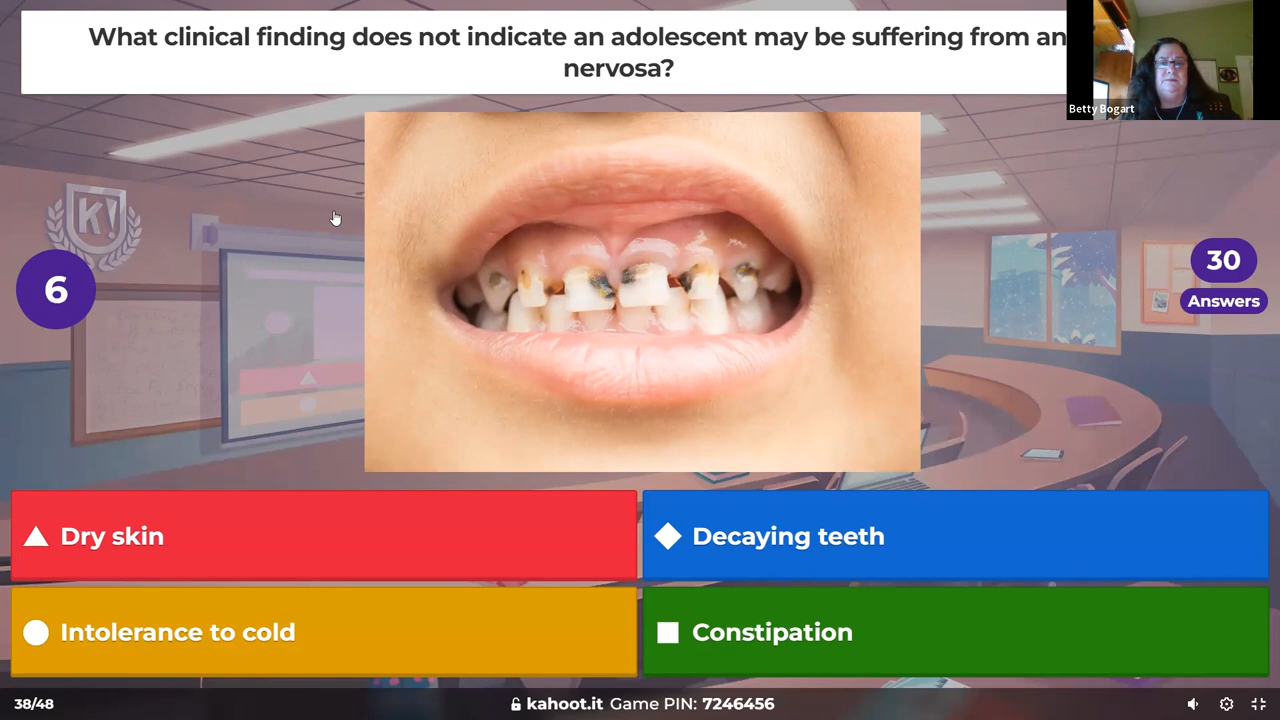 What clinical finding does not indicate an adolescent may be suffering from an
nervosa?
Betty Bogart
K!
6
30
Answers
Dry skin
Decaying teeth
Intolerance to cold
Constipation
38/48
kahoot.it Game PIN: 7246456